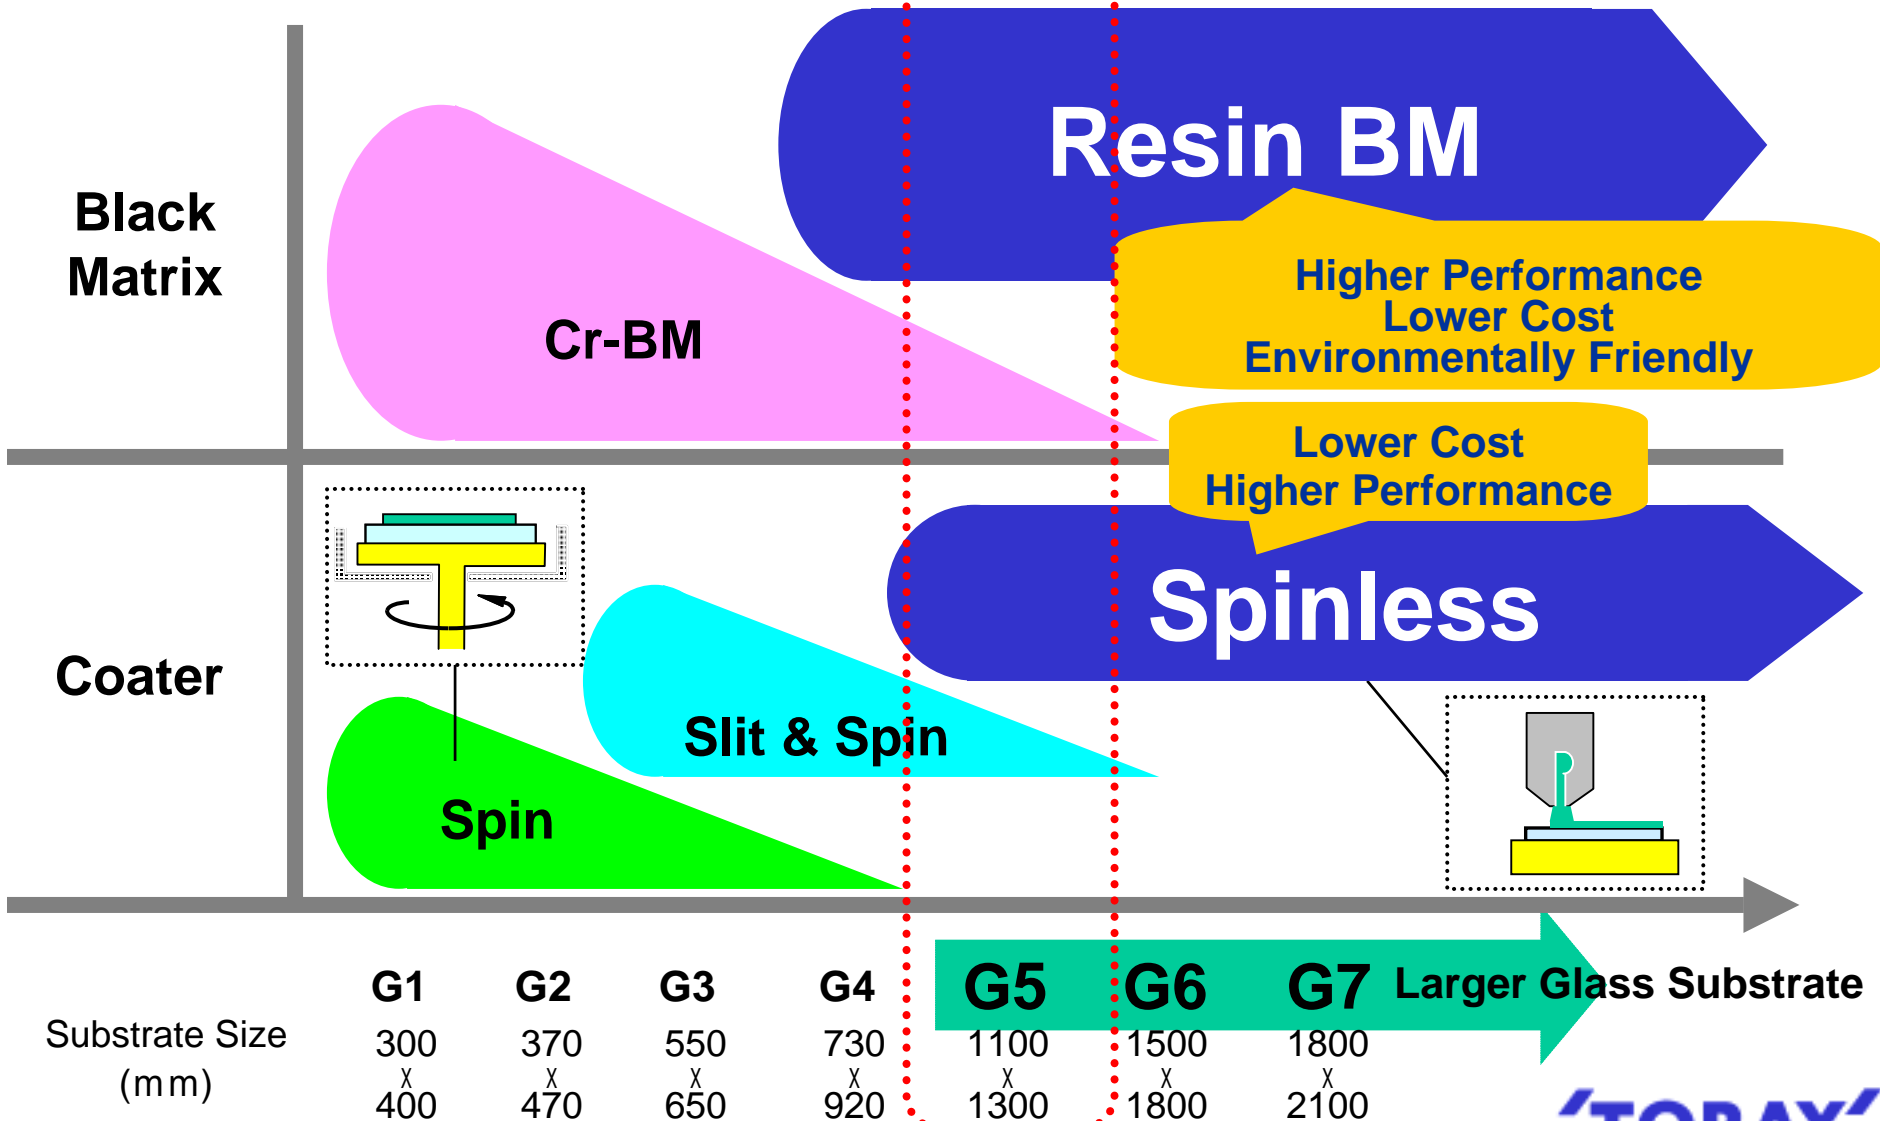 Black
Matrix
Resin BM
Higher Performance
Lower Cost
Environmentally Friendly
Cr-BM
Lower Cost
Higher Performance
Coater
Spinless
Slit & Spin
Spin
G1 G2 G3 G4 G5 G6 G7 Larger Glass Substrate
Substrate Size
(mm)
300 370 550 730 1100 1500 1800
X X X X X X X
400 470 650 920 1300 1800 2100
'TORAY'